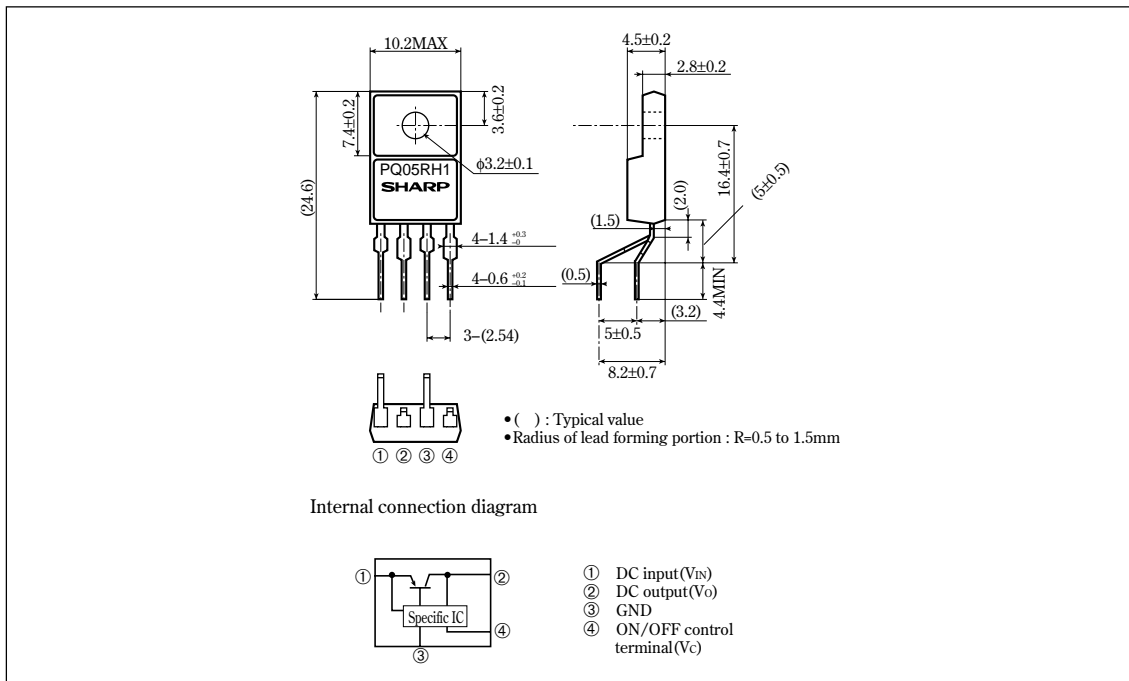 10.2MAX
4.5±0.2
2.8±0.2
7.4±0.2
3.6±0.2
φ3.2±0.1
PQ05RH1
SHARP
(24.6)
16.4±0.7
(5±0.5)
(2.0)
(1.5)
4–1.4 +0.3 –0
4–0.6 +0.2 –0.1
(0.5)
4.4MIN
3–(2.54)
5±0.5
(3.2)
8.2±0.7
•( ) : Typical value
•Radius of lead forming portion : R=0.5 to 1.5mm
① ② ③ ④
Internal connection diagram
①
②
Specific IC
④
③
① DC input(VIN)
② DC output(VO)
③ GND
④ ON/OFF control
terminal(VC)